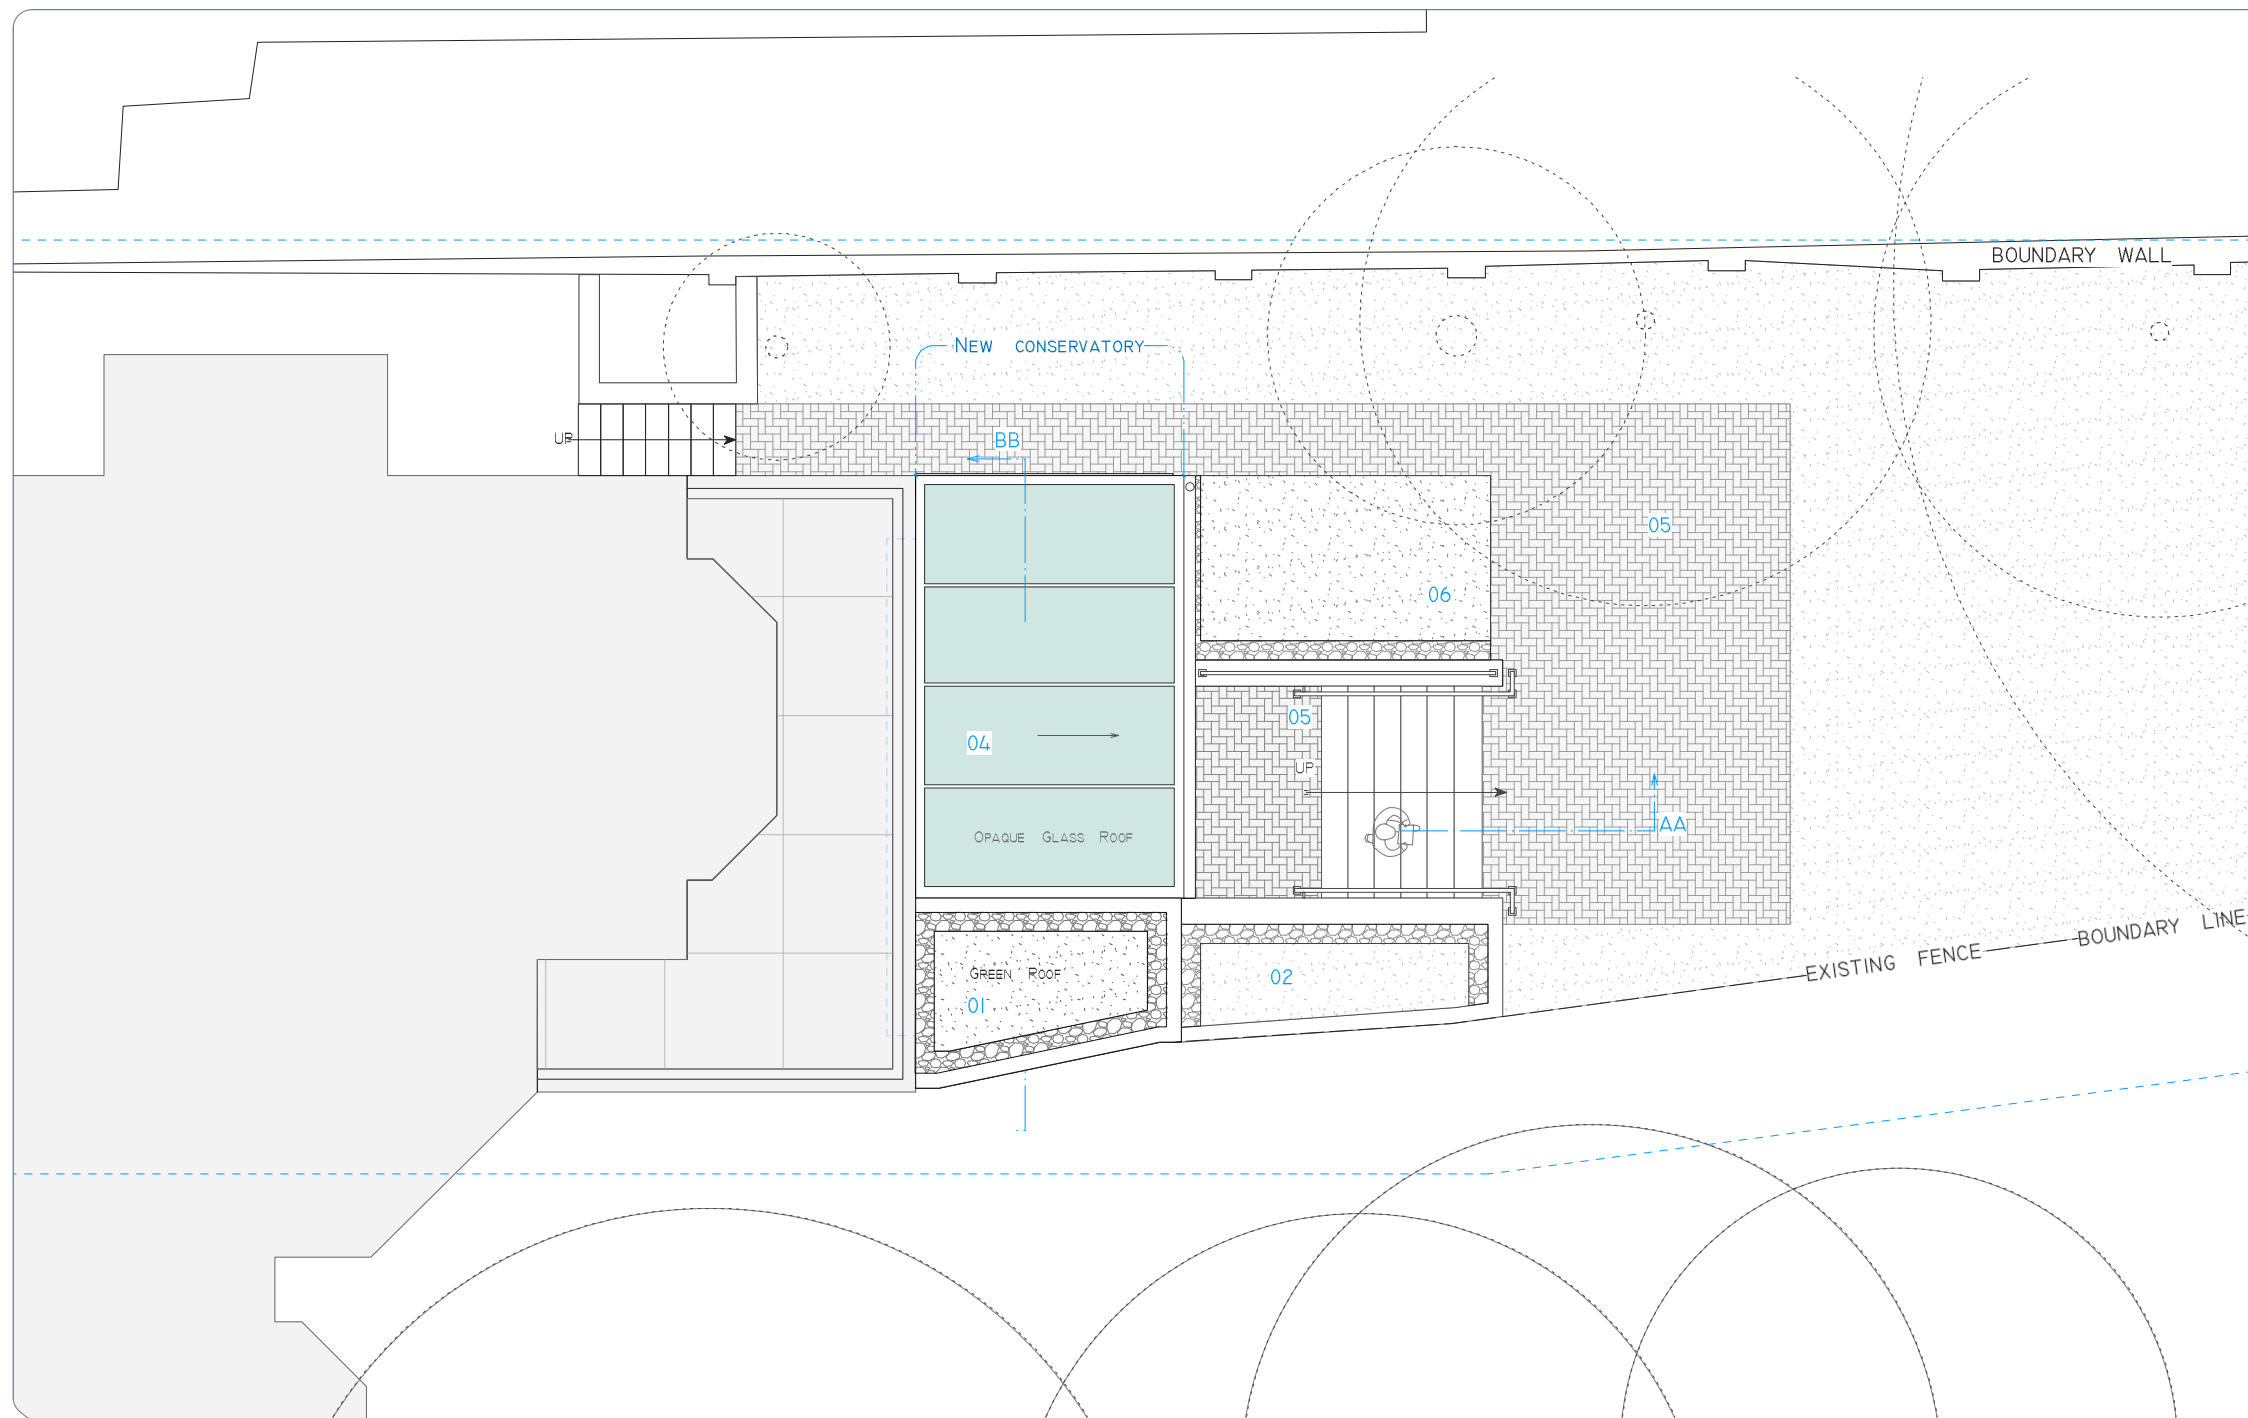 BOUNDARY WALL
NEW CONSERVATORY
UP
BB
05
06
05
04
UP
AA
OPAQUE GLASS ROOF
BOUNDARY LINE
EXISTING FENCE
GREEN ROOF
02
01